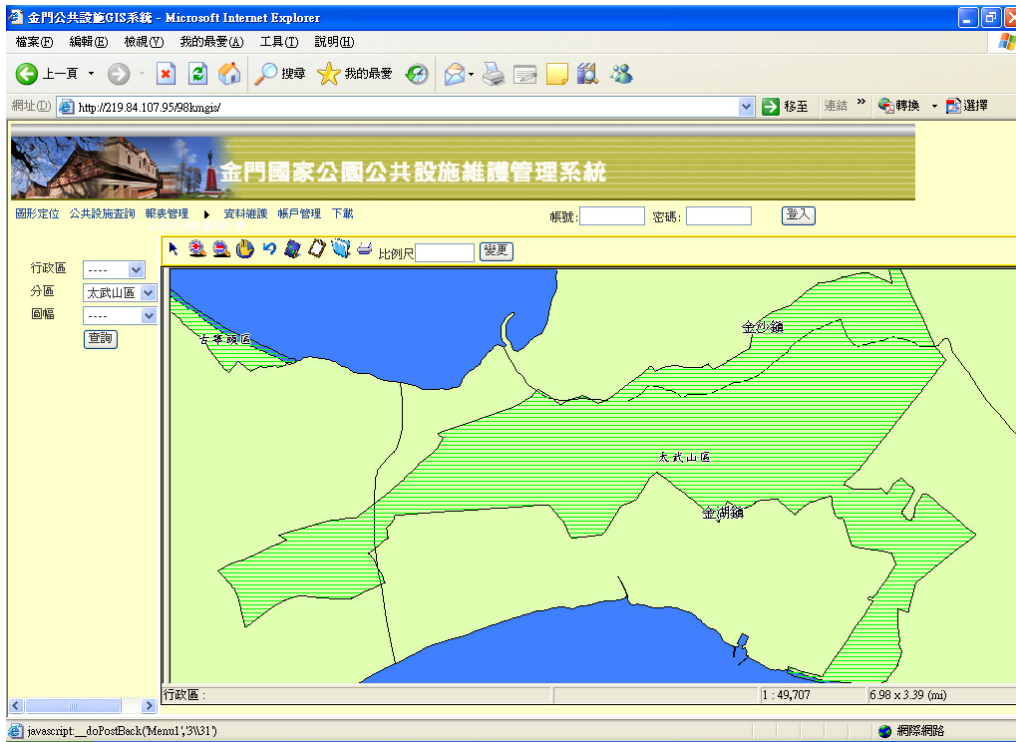 金門公共設施GIS系統 - Microsoft Internet Explorer
檔案(F) 編輯(E) 檢視(V) 我的最愛(A) 工具(T) 說明(H)
上一頁 搜尋 我的最愛
網址(D) http://219.84.107.95/98kmgis/ 移至 連結 » 轉換 選擇
金門國家公園公共設施維護管理系統
圖形定位 公共設施查詢 報表管理 資料維護 帳戶管理 下載 帳號: 密碼: 登入
比例尺 變更
行政區 ----
分區 太武山區
圖幅 ----
查詢
金沙鎮
古寧頭區
太武山區
金湖鎮
行政區 : 1 : 49,707 6.98 x 3.39 (mi)
javascript:__doPostBack('Menu1','3\\31') 網際網路